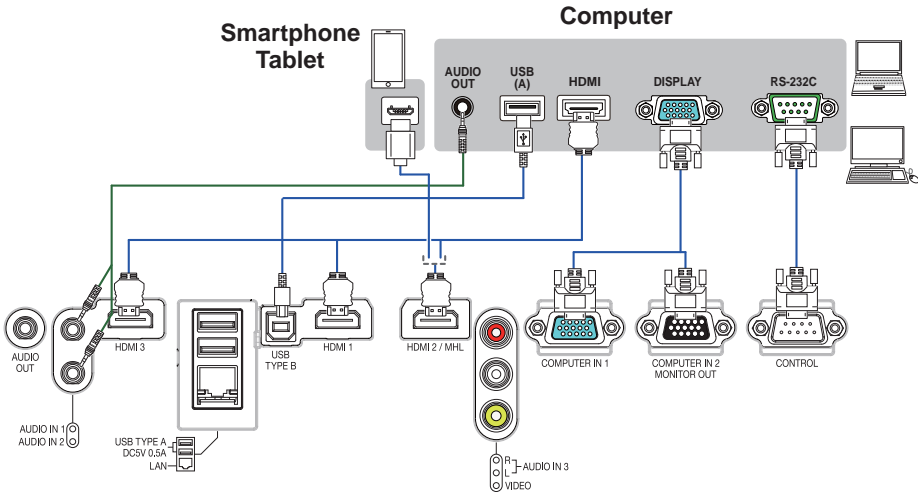 Computer
Smartphone
Tablet
AUDIO
OUT
USB
(A)
HDMI
DISPLAY
RS-232C
AUDIO
OUT
HDMI 3
USB
TYPE B
HDMI 1
HDMI 2 / MHL
COMPUTER IN 1
COMPUTER IN 2
MONITOR OUT
CONTROL
AUDIO IN 1
AUDIO IN 2
USB TYPE A
DC5V 0.5A
LAN
R
L
AUDIO IN 3
VIDEO